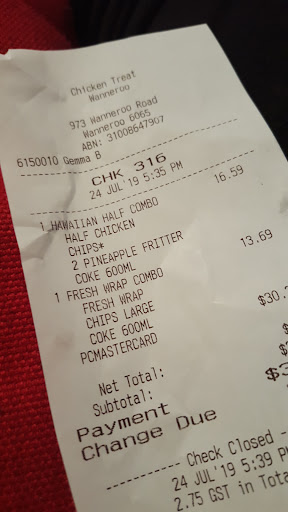 Chicken Treat
Wanneroo
973 Wanneroo Road
Wanneroo 6065
ABN: 31008647907
6150010 Gemma B
CHK 316
24 JUL'19 5:35 PM
1 HAWAIIAN HALF COMBO 16.59
HALF CHICKEN
CHIPS*
2 PINEAPPLE FRITTER
COKE 600ML
1 FRESH WRAP COMBO 13.69
FRESH WRAP
CHIPS LARGE
COKE 600ML
PCMASTERCARD $30.
Net Total:
Subtotal:
Payment
Change Due
---------- Check Closed -
24 JUL'19 5:39 P
2.75 GST in Tota